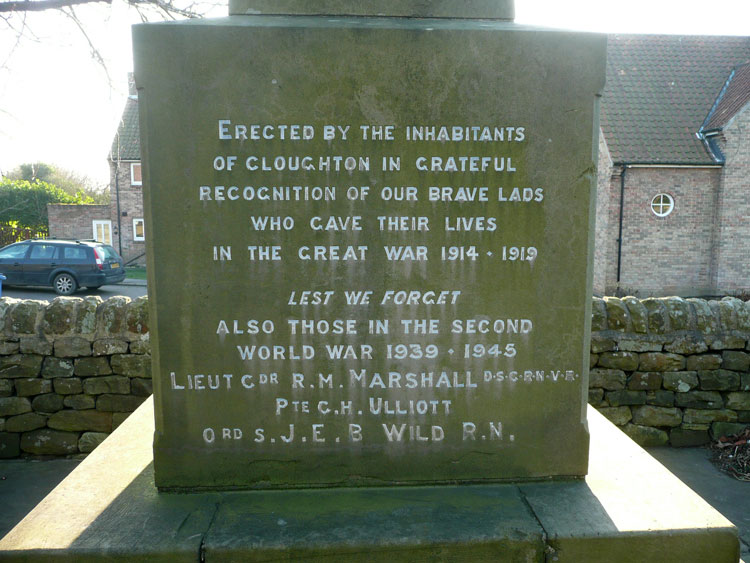 ERECTED BY THE INHABITANTS
OF CLOUGHTON IN GRATEFUL
RECOGNITION OF OUR BRAVE LADS
WHO GAVE THEIR LIVES
IN THE GREAT WAR 1914 · 1919
LEST WE FORGET
ALSO THOSE IN THE SECOND
WORLD WAR 1939 · 1945
LIEUT CDR R.M. MARSHALL D·S·C·R·N·V·R·
PTE G.H. ULLIOTT
ORD S. J.E.B WILD R.N.